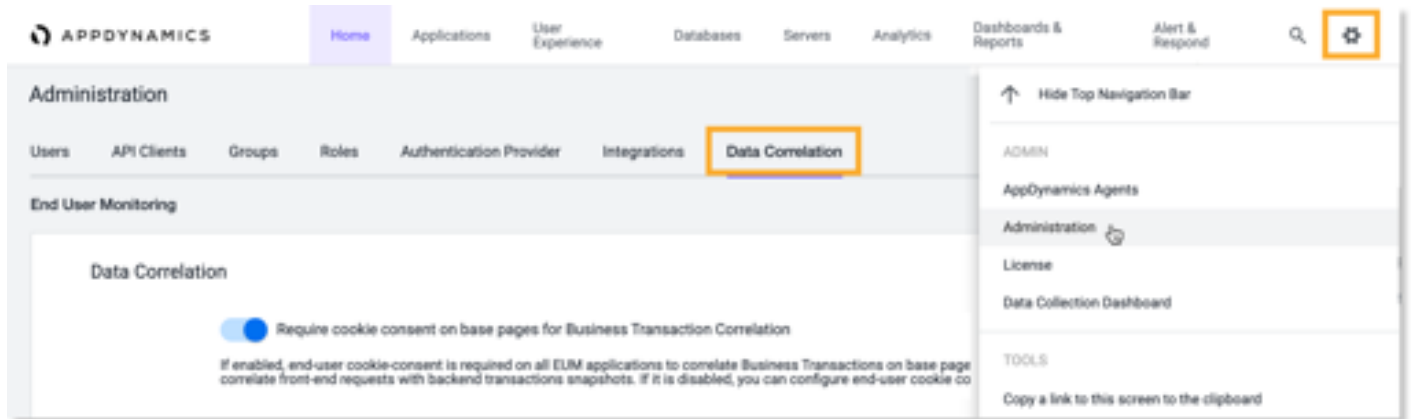 APPDYNAMICS
Home
Applications
User
Experience
Databases
Servers
Analytics
Dashboards &
Reports
Alert &
Respond
Administration
Users
API Clients
Groups
Roles
Authentication Provider
Integrations
Data Correlation
End User Monitoring
Data Correlation
Require cookie consent on base pages for Business Transaction Correlation
If enabled, end-user cookie-consent is required on all EUM applications to correlate Business Transactions on base page
correlate front-end requests with backend transactions snapshots. If it is disabled, you can configure end-user cookie co
Hide Top Navigation Bar
ADMIN
AppDynamics Agents
Administration
License
Data Collection Dashboard
TOOLS
Copy a link to this screen to the clipboard